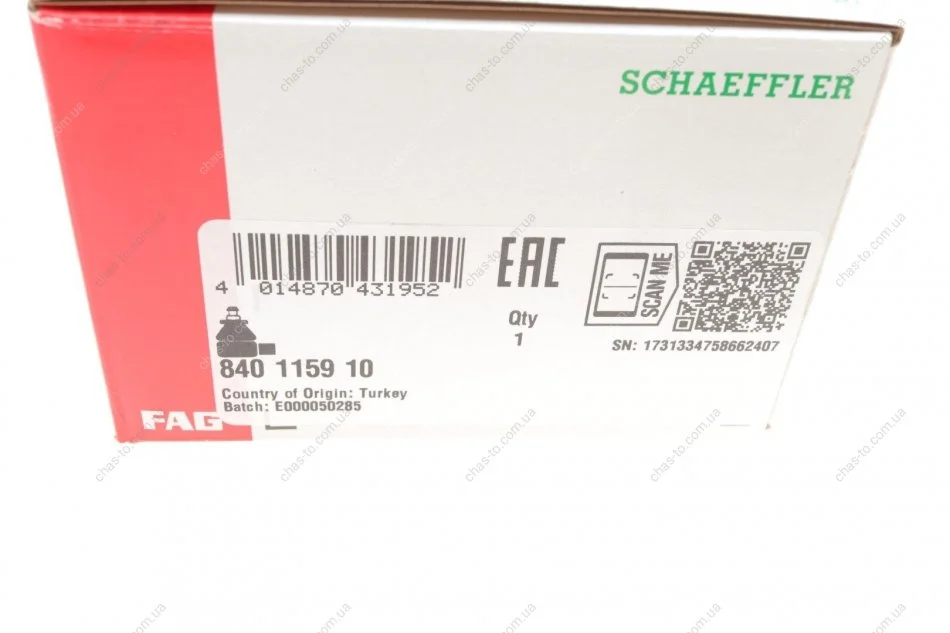 SCHAEFFLER
4 014870 431952
EAC
Qty
1
SCAN ME
SN: 1731334758662407
840 1159 10
Country of Origin: Turkey
Batch: E000050285
FAG
chas-to.com.ua